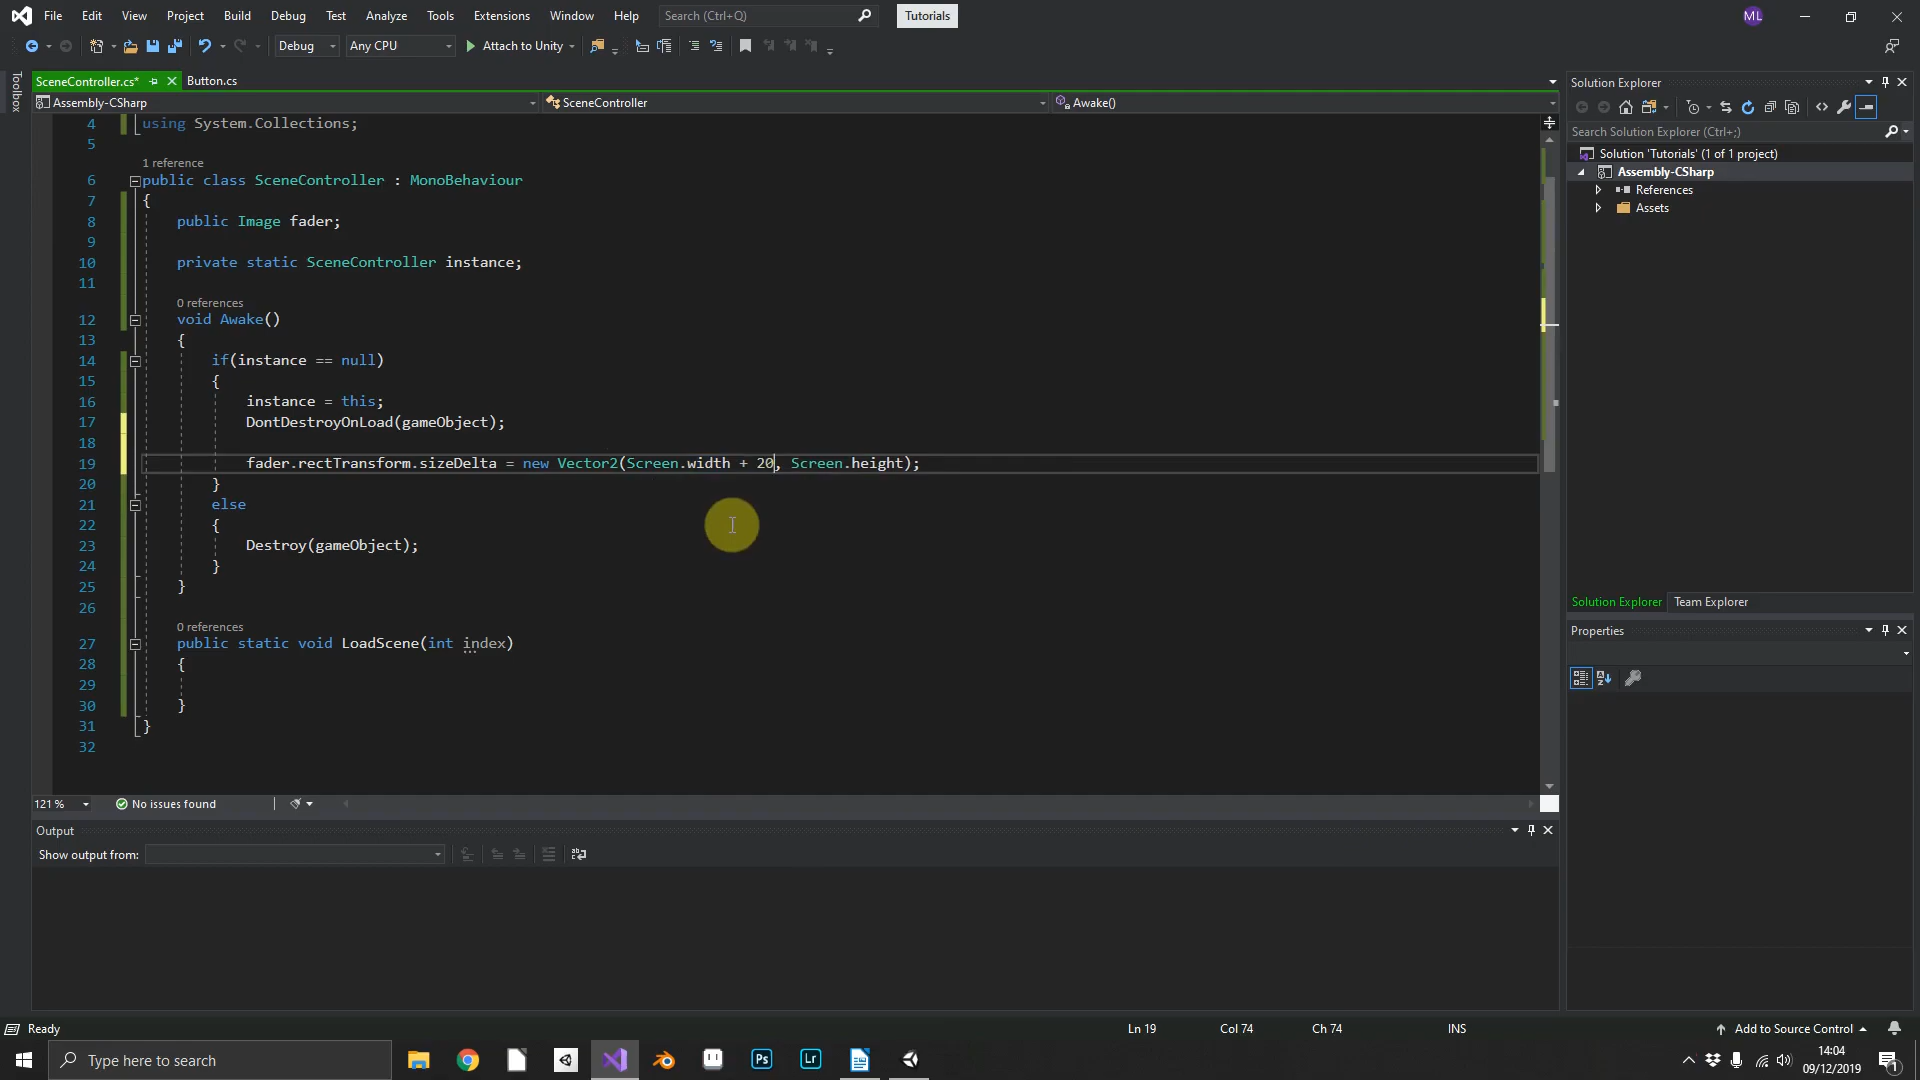 File Edit View Project Build Debug Test Analyze Tools Extensions Window Help Search (Ctrl+Q) Tutorials ML
Debug Any CPU Attach to Unity
Toolbox
SceneController.cs* Button.cs
Assembly-CSharp SceneController Awake()
4 using System.Collections;
5
1 reference
6 public class SceneController : MonoBehaviour
7 {
8 public Image fader;
9
10 private static SceneController instance;
11
0 references
12 void Awake()
13 {
14 if(instance == null)
15 {
16 instance = this;
17 DontDestroyOnLoad(gameObject);
18
19 fader.rectTransform.sizeDelta = new Vector2(Screen.width + 20, Screen.height);
20 }
21 else
22 {
23 Destroy(gameObject);
24 }
25 }
26
0 references
27 public static void LoadScene(int index)
28 {
29
30 }
31 }
32
121 % No issues found
Output
Show output from:
Solution Explorer
Search Solution Explorer (Ctrl+;)
Solution 'Tutorials' (1 of 1 project)
Assembly-CSharp
References
Assets
Solution Explorer Team Explorer
Properties
Ready Ln 19 Col 74 Ch 74 INS Add to Source Control
Type here to search Ps Lr 14:04
09/12/2019 1